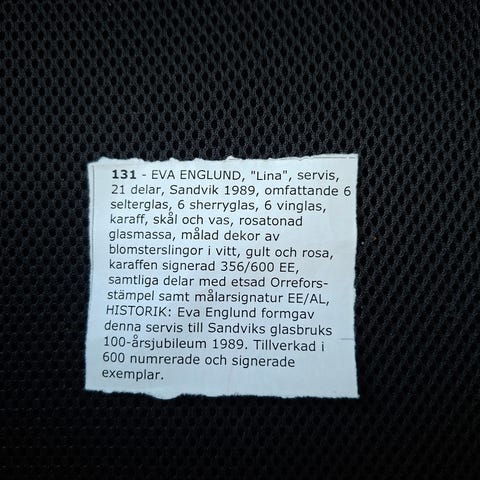 131 - EVA ENGLUND, "Lina", servis,
21 delar, Sandvik 1989, omfattande 6
selterglas, 6 sherryglas, 6 vinglas,
karaff, skål och vas, rosatonad
glasmassa, målad dekor av
blomsterslingor i vitt, gult och rosa,
karaffen signerad 356/600 EE,
samtliga delar med etsad Orrefors-
stämpel samt målarsignatur EE/AL,
HISTORIK: Eva Englund formgav
denna servis till Sandviks glasbruks
100-årsjubileum 1989. Tillverkad i
600 numrerade och signerade
exemplar.